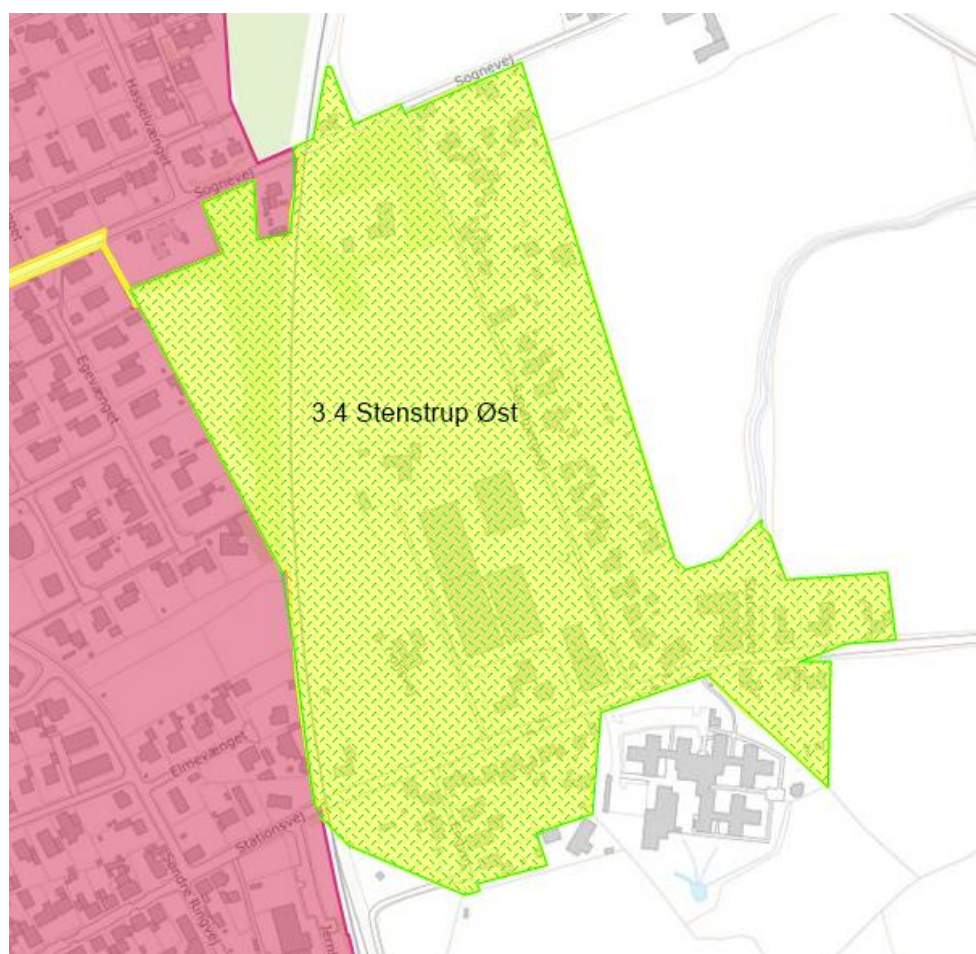 Sognevej
Hasselvænget
Sognevej
Egevænget
3.4 Stenstrup Øst
Elmevænget
Stationsvej
Søndre Ringvej